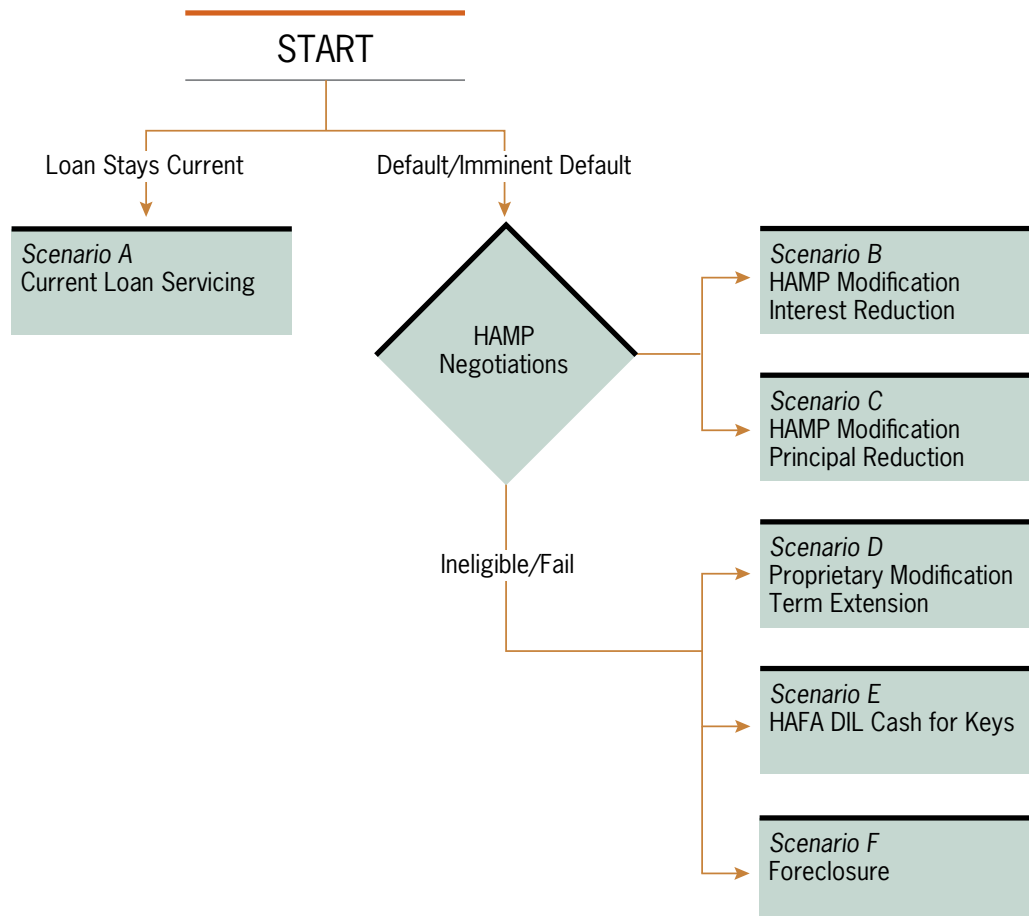 START
Loan Stays Current
Default/Imminent Default
Scenario A
Current Loan Servicing
HAMP
Negotiations
Scenario B
HAMP Modification
Interest Reduction
Scenario C
HAMP Modification
Principal Reduction
Ineligible/Fail
Scenario D
Proprietary Modification
Term Extension
Scenario E
HAFA DIL Cash for Keys
Scenario F
Foreclosure